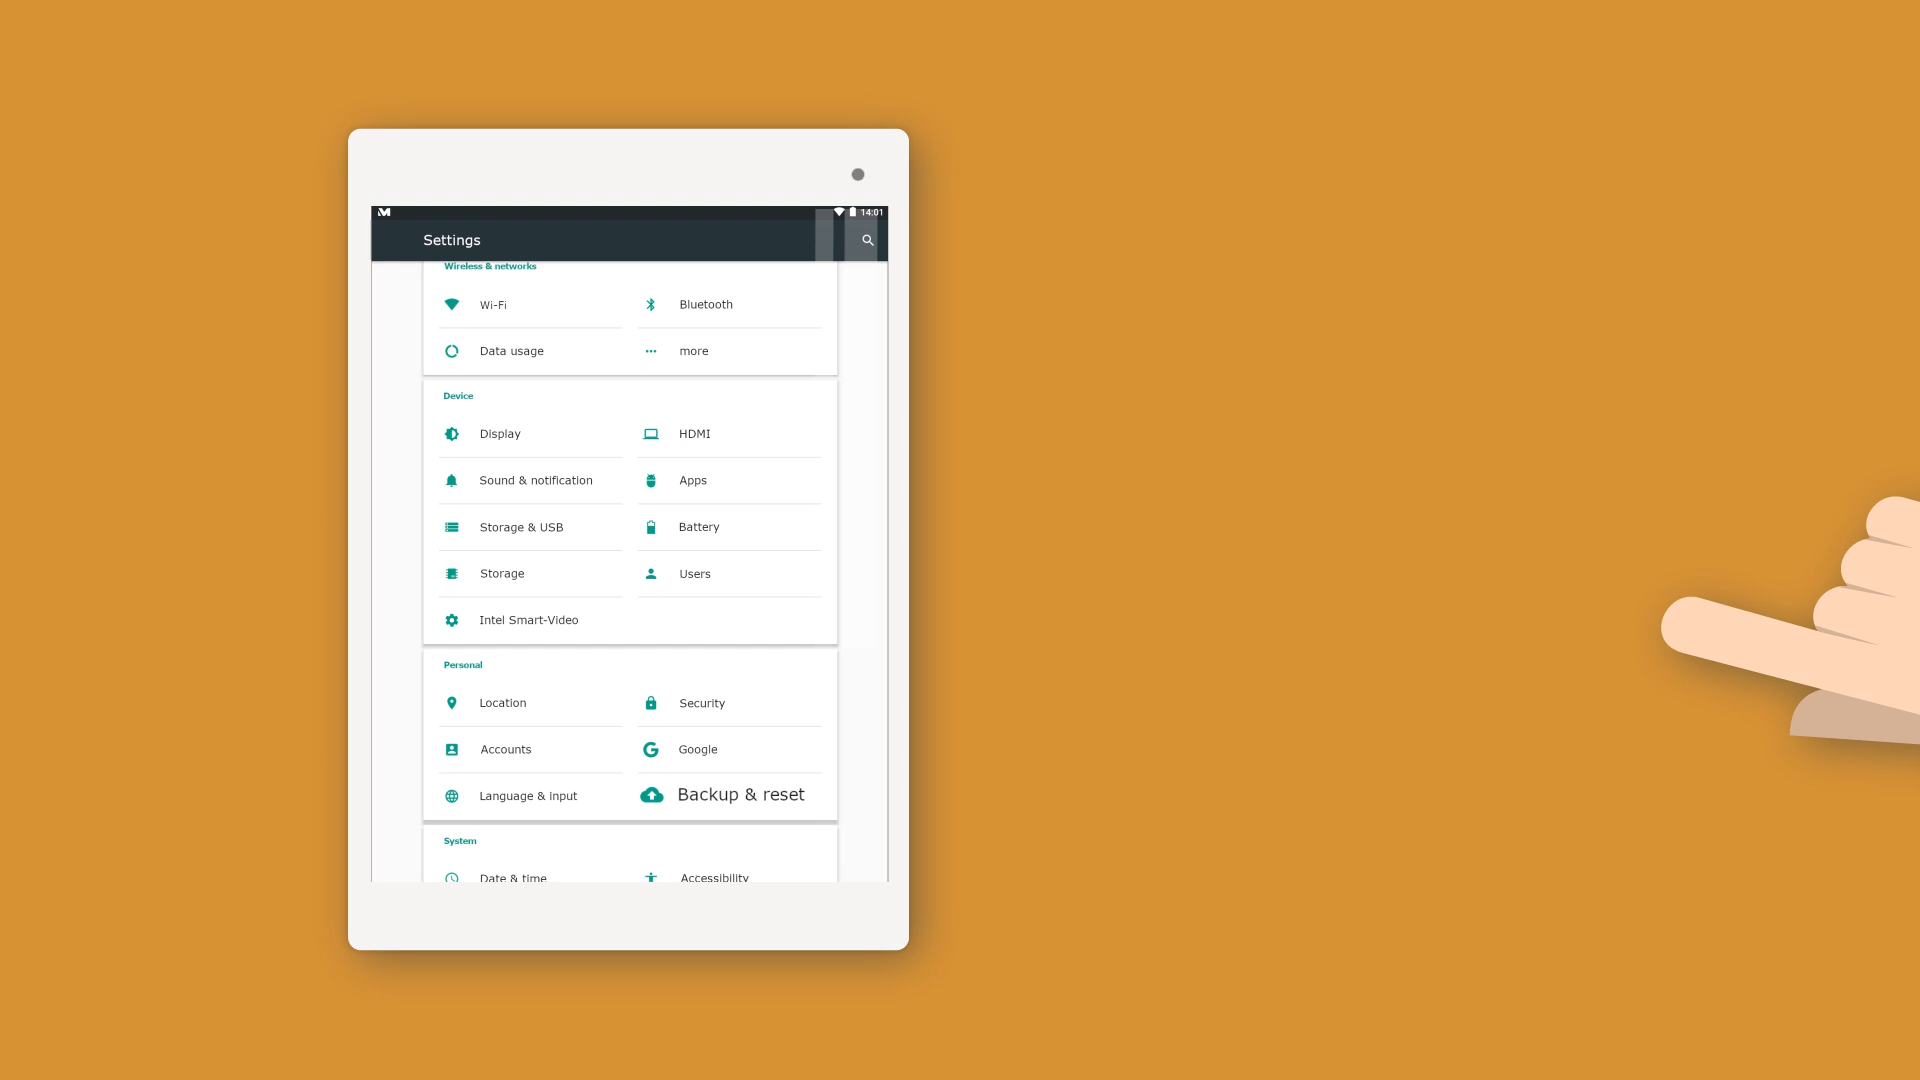 14:01
Settings
Wireless & networks
Wi-Fi
Bluetooth
Data usage
more
Device
Display
HDMI
Sound & notification
Apps
Storage & USB
Battery
Storage
Users
Intel Smart-Video
Personal
Location
Security
Accounts
Google
Language & input
Backup & reset
System
Date & time
Accessibility